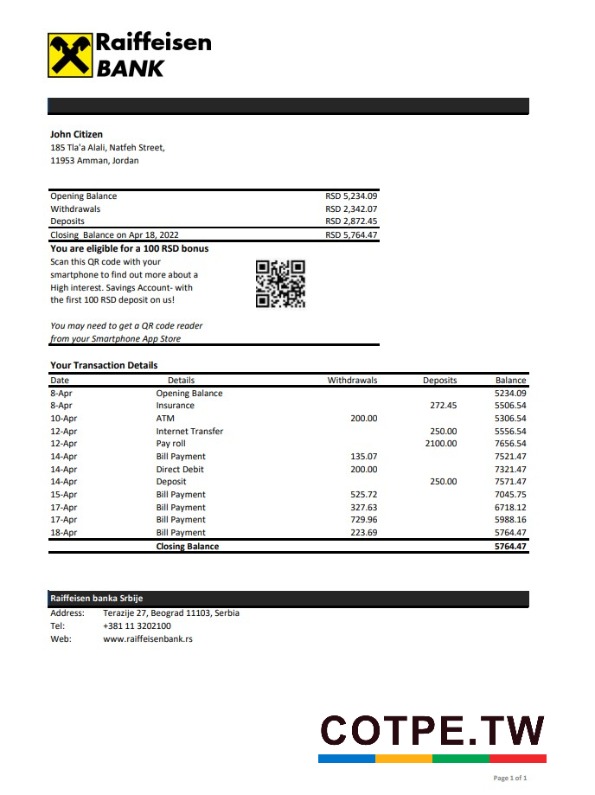 Raiffeisen
BANK
John Citizen
185 Tla'a Alali, Natfeh Street,
11953 Amman, Jordan
Opening Balance RSD 5,234.09
Withdrawals RSD 2,342.07
Deposits RSD 2,872.45
Closing Balance on Apr 18, 2022 RSD 5,764.47
You are eligible for a 100 RSD bonus
Scan this QR code with your
smartphone to find out more about a
High interest. Savings Account- with
the first 100 RSD deposit on us!
You may need to get a QR code reader
from your Smartphone App Store
Your Transaction Details
Date Details Withdrawals Deposits Balance
8-Apr Opening Balance 5234.09
8-Apr Insurance 272.45 5506.54
10-Apr ATM 200.00 5306.54
12-Apr Internet Transfer 250.00 5556.54
12-Apr Pay roll 2100.00 7656.54
14-Apr Bill Payment 135.07 7521.47
14-Apr Direct Debit 200.00 7321.47
14-Apr Deposit 250.00 7571.47
15-Apr Bill Payment 525.72 7045.75
17-Apr Bill Payment 327.63 6718.12
17-Apr Bill Payment 729.96 5988.16
18-Apr Bill Payment 223.69 5764.47
Closing Balance 5764.47
Raiffeisen banka Srbije
Address: Terazije 27, Beograd 11103, Serbia
Tel: +381 11 3202100
Web: www.raiffeisenbank.rs
COTPE.TW
Page 1 of 1